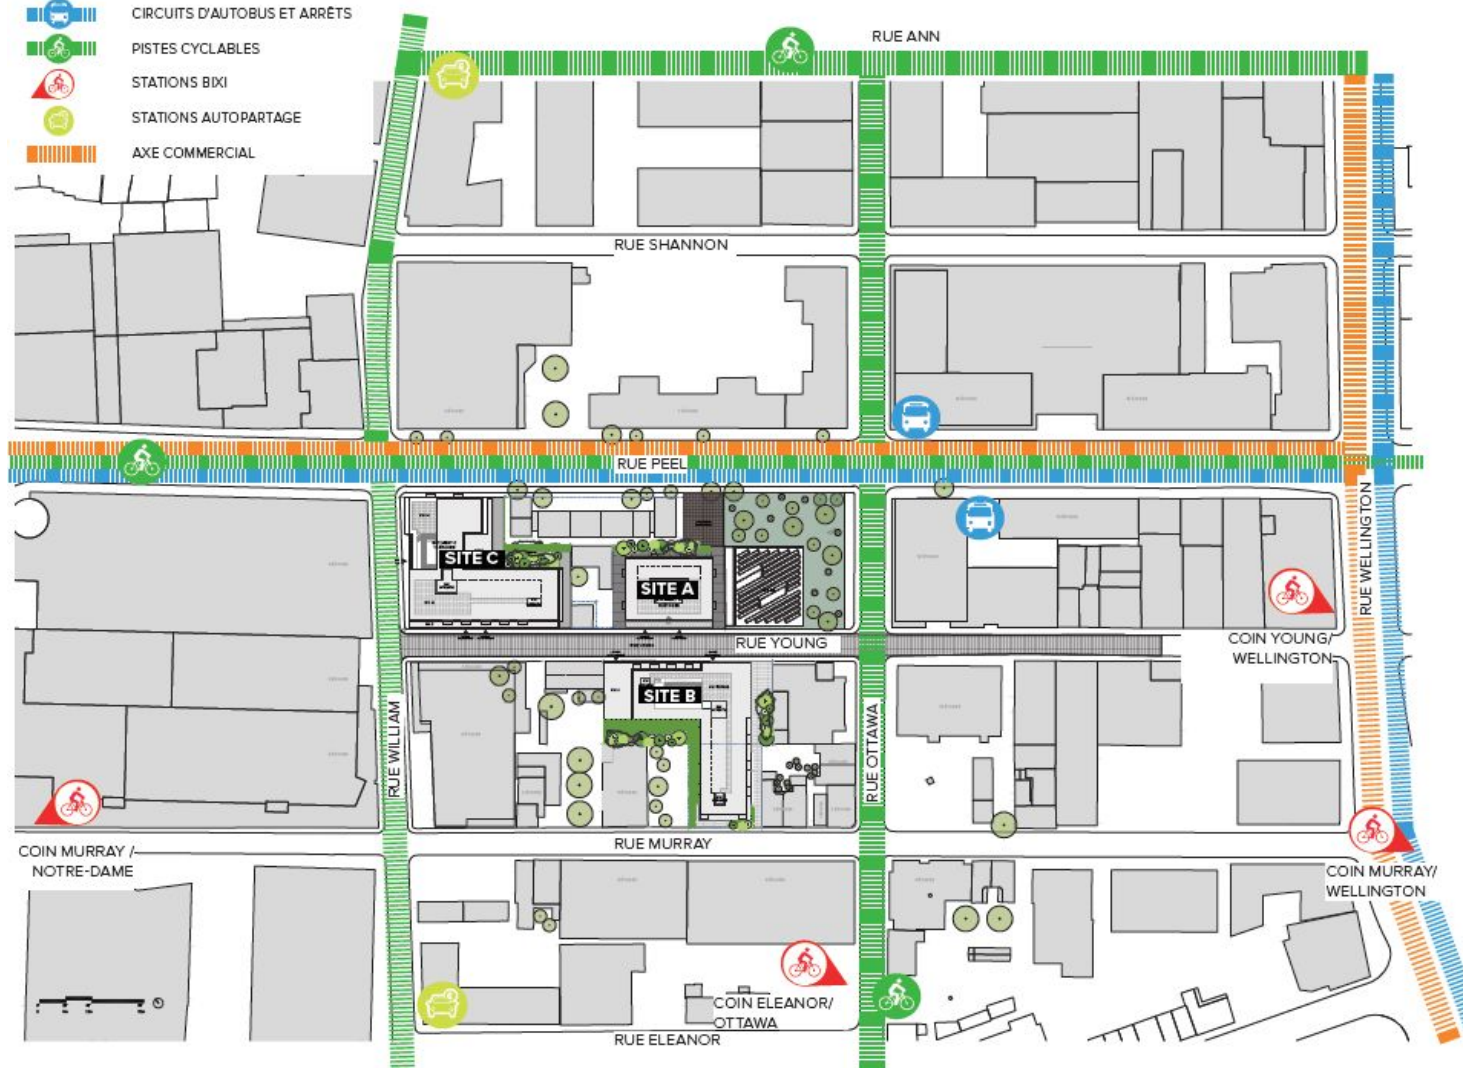 CIRCUITS D'AUTOBUS ET ARRÊTS
PISTES CYCLABLES
STATIONS BIXI
STATIONS AUTOPARTAGE
AXE COMMERCIAL
RUE ANN
RUE SHANNON
RUE PEEL
RUE WELLINGTON
SITE C
SITE A
RUE YOUNG
COIN YOUNG/
WELLINGTON
SITE B
RUE WILLIAM
RUE OTTAWA
RUE MURRAY
COIN MURRAY /
NOTRE-DAME
COIN MURRAY/
WELLINGTON
COIN ELEANOR/
OTTAWA
RUE ELEANOR